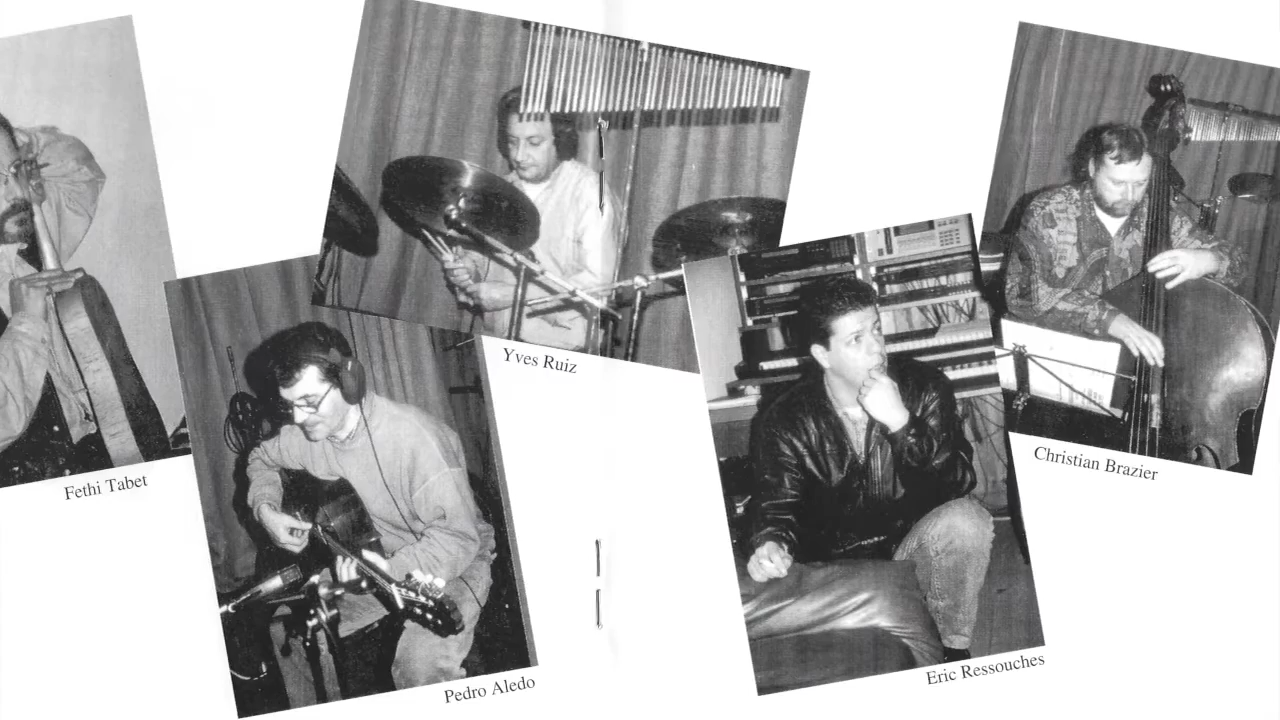 Fethi Tabet
Yves Ruiz
Pedro Aledo
Christian Brazier
Eric Ressouches